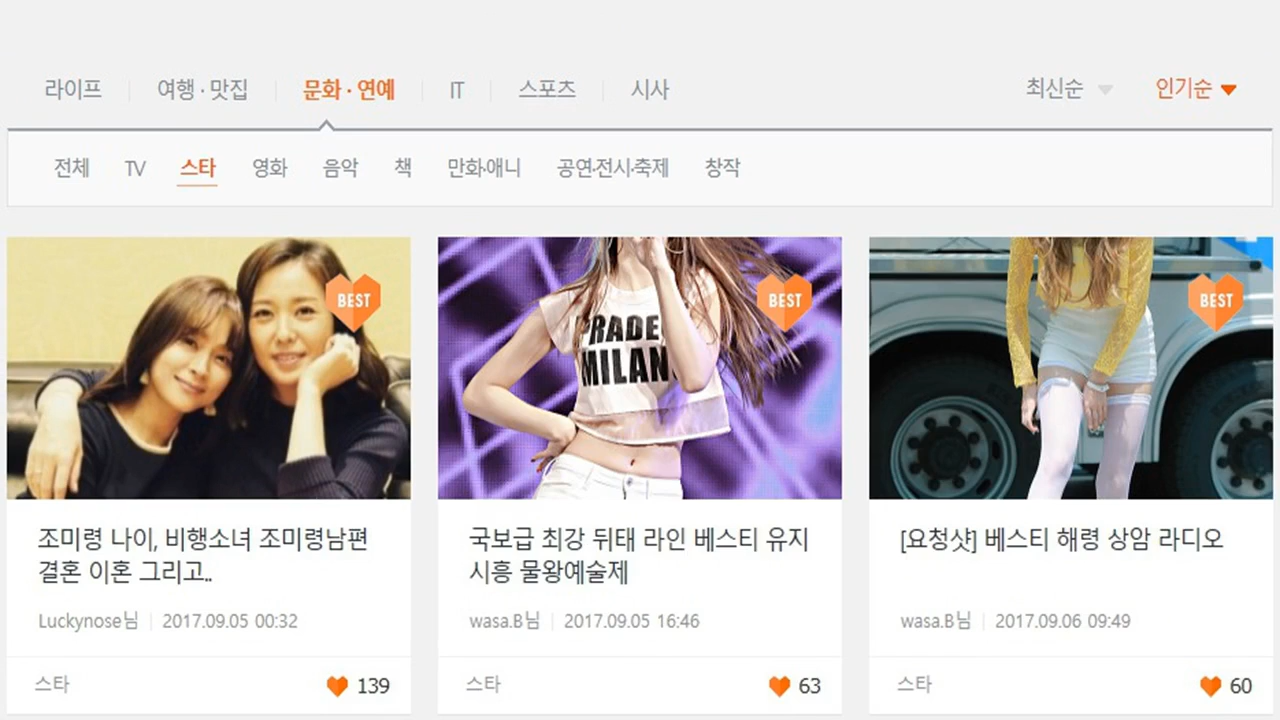 라이프 여행·맛집 문화·연예 IT 스포츠 시사 최신순 인기순
전체 TV 스타 영화 음악 책 만화·애니 공연·전시·축제 창작
BEST
BEST
BEST
PRADE
MILAN
조미령 나이, 비행소녀 조미령남편
결혼 이혼 그리고..
Luckynose님 2017.09.05 00:32
스타 139
국보급 최강 뒤태 라인 베스티 유지
시흥 물왕예술제
wasa.B님 2017.09.05 16:46
스타 63
[요청샷] 베스티 해령 상암 라디오
wasa.B님 2017.09.06 09:49
스타 60